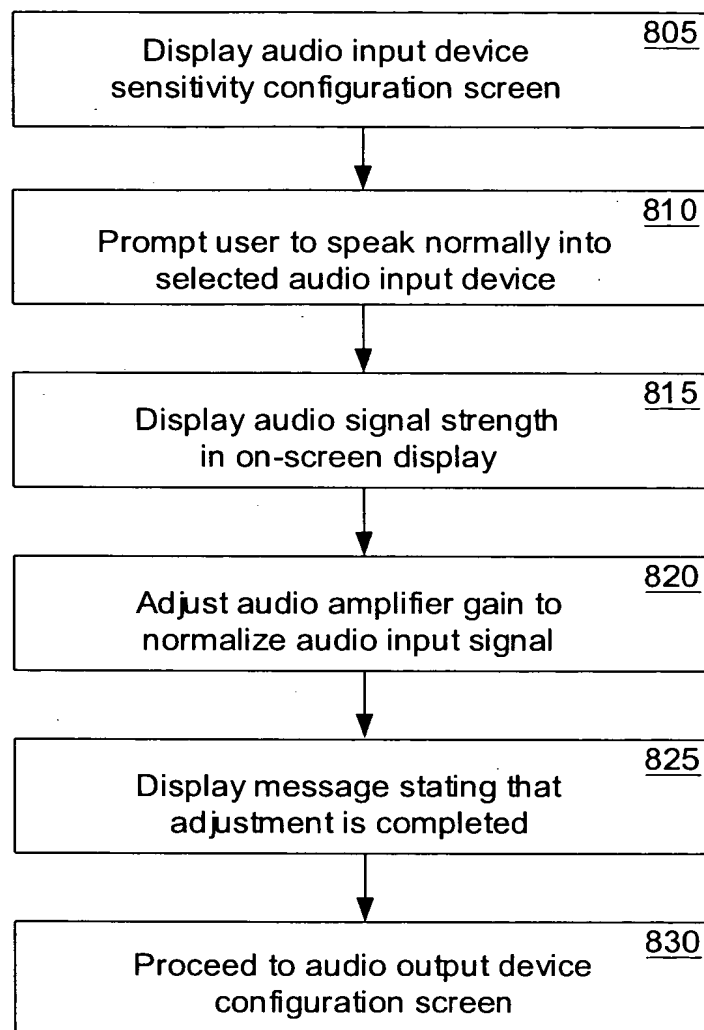 805
Display audio input device
sensitivity configuration screen
810
Prompt user to speak normally into
selected audio input device
815
Display audio signal strength
in on-screen display
820
Adjust audio amplifier gain to
normalize audio input signal
825
Display message stating that
adjustment is completed
830
Proceed to audio output device
configuration screen